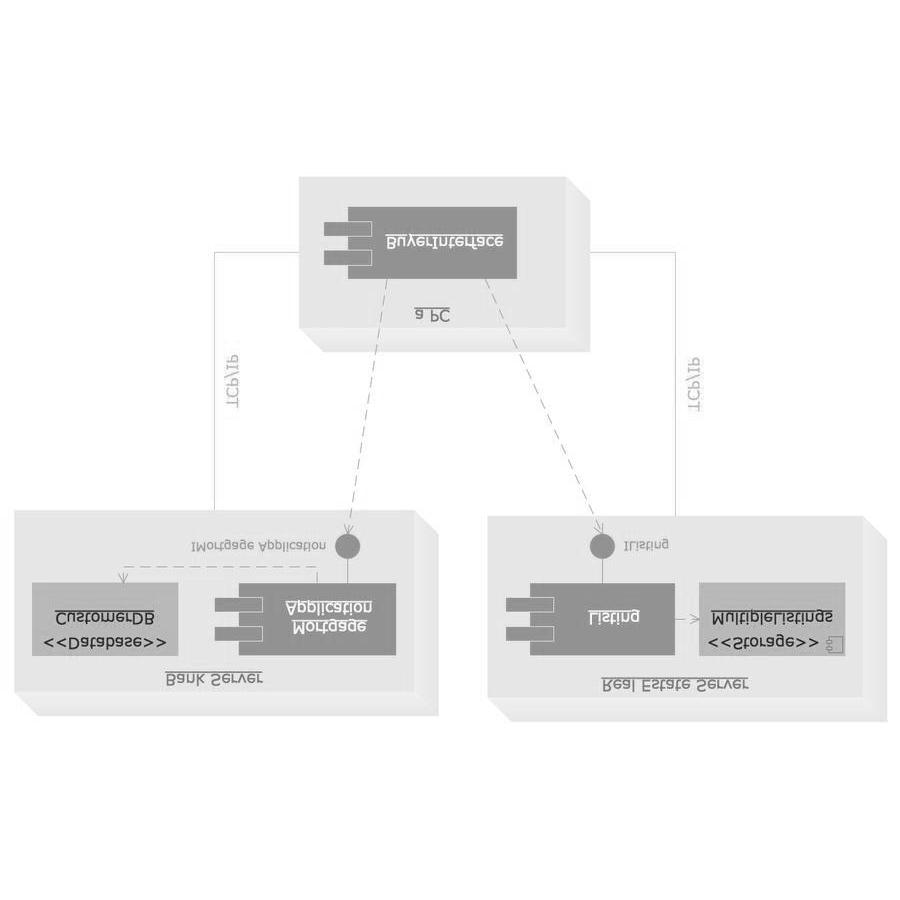 Real Estate Server
Bank Server
<<Storage>>
MultipleListings
Listing
IListing
<<Database>>
CustomerDB
Mortgage
Application
IMortgage Application
TCP/IP
TCP/IP
a PC
BuyerInterface